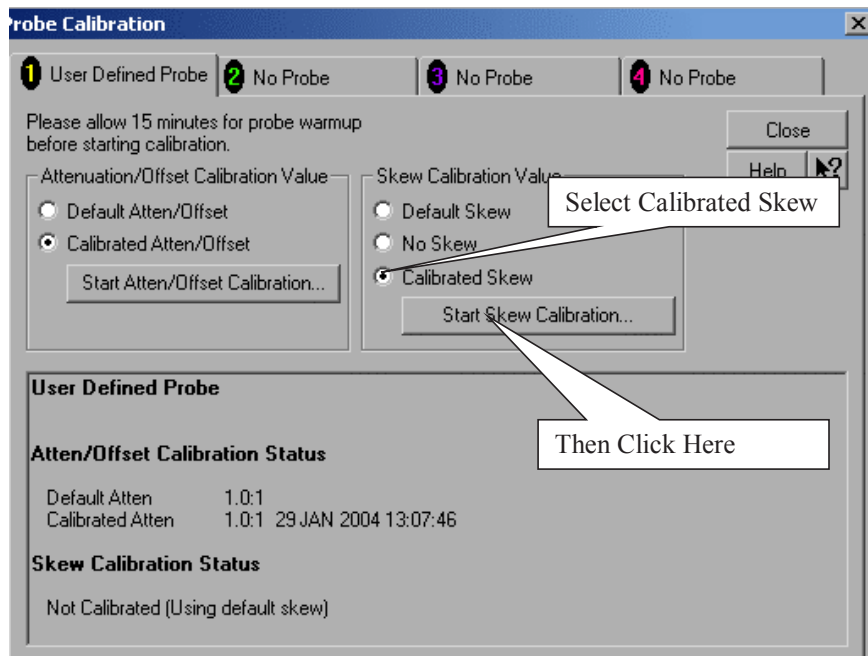 Probe Calibration
1 User Defined Probe
2 No Probe
3 No Probe
4 No Probe
Please allow 15 minutes for probe warmup
before starting calibration.
Close
Help
Attenuation/Offset Calibration Value
Default Atten/Offset
Calibrated Atten/Offset
Start Atten/Offset Calibration...
Skew Calibration Value
Default Skew
No Skew
Calibrated Skew
Start Skew Calibration...
Select Calibrated Skew
Then Click Here
User Defined Probe
Atten/Offset Calibration Status
Default Atten 1.0:1
Calibrated Atten 1.0:1 29 JAN 2004 13:07:46
Skew Calibration Status
Not Calibrated (Using default skew)